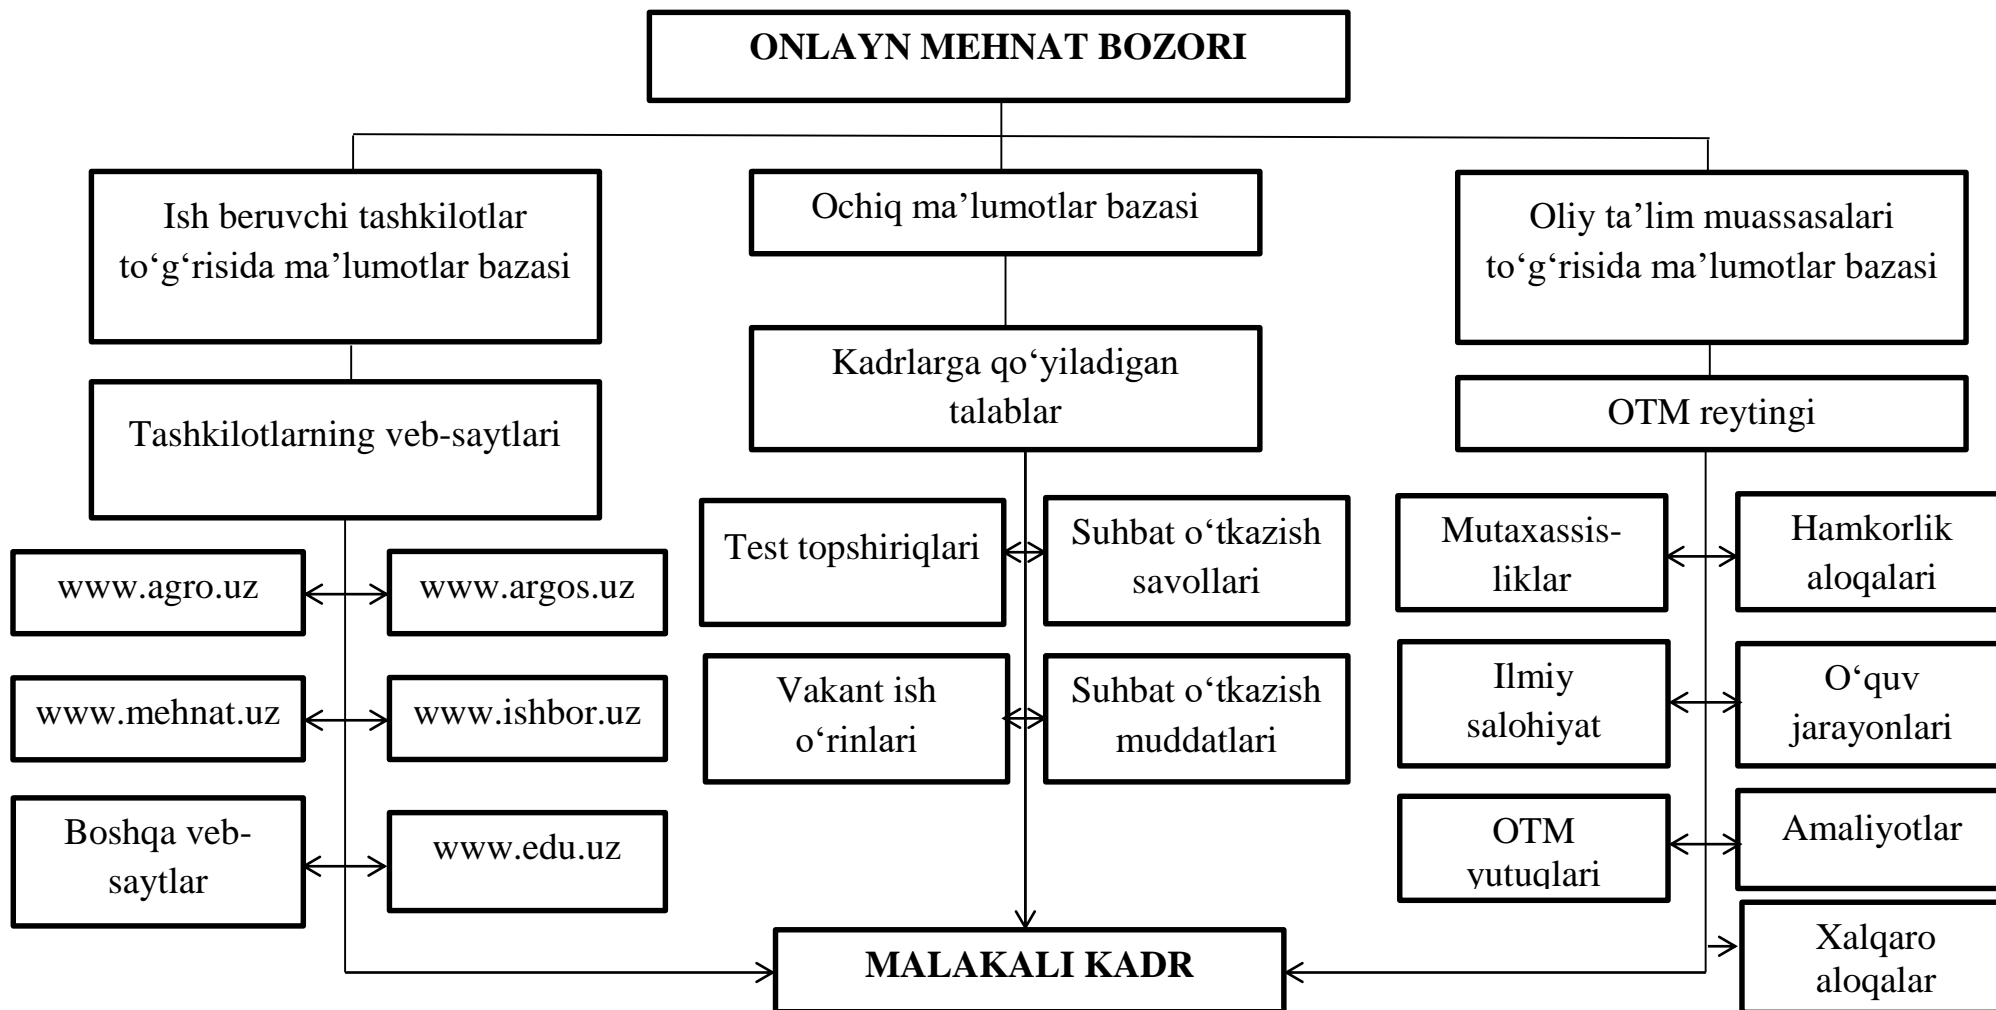 ONLAYN MEHNAT BOZORI
Ish beruvchi tashkilotlar
to‘g‘risida ma’lumotlar bazasi
Ochiq ma’lumotlar bazasi
Oliy ta’lim muassasalari
to‘g‘risida ma’lumotlar bazasi
Tashkilotlarning veb-saytlari
Kadrlarga qo‘yiladigan
talablar
OTM reytingi
www.agro.uz
www.argos.uz
www.mehnat.uz
www.ishbor.uz
Boshqa veb-
saytlar
www.edu.uz
Test topshiriqlari
Suhbat o‘tkazish
savollari
Vakant ish
o‘rinlari
Suhbat o‘tkazish
muddatlari
Mutaxassis-
liklar
Hamkorlik
aloqalari
Ilmiy
salohiyat
O‘quv
jarayonlari
OTM
yutuqlari
Amaliyotlar
Xalqaro
aloqalar
MALAKALI KADR